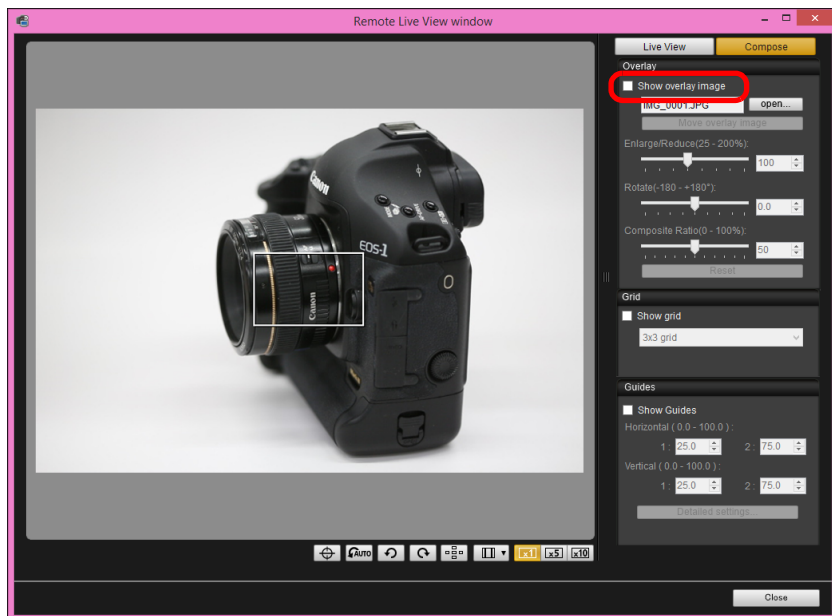 Remote Live View window
Live View Compose
Overlay
Show overlay image
IMG_0001.JPG open...
Move overlay image
Enlarge/Reduce(25 - 200%):
100
Rotate(-180 - +180°):
0.0
Composite Ratio(0 - 100%):
50
Reset
Grid
Show grid
3x3 grid
Guides
Show Guides
Horizontal ( 0.0 - 100.0 ) :
1 : 25.0 2 : 75.0
Vertical ( 0.0 - 100.0 ) :
1 : 25.0 2 : 75.0
Detailed settings...
Canon
EOS-1
Canon
AUTO x1 x5 x10
Close